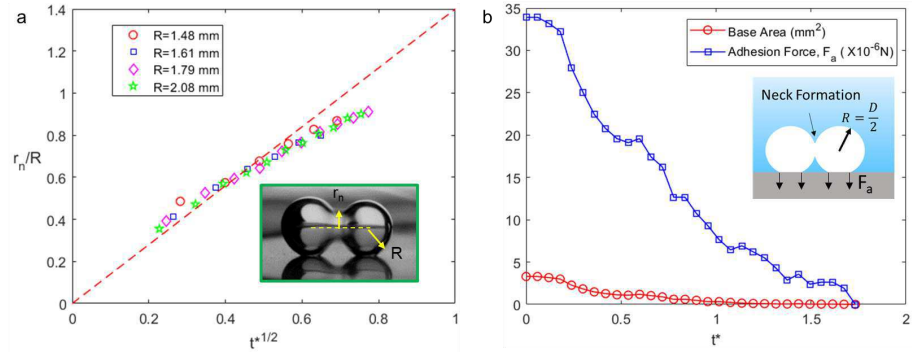 a
R=1.48 mm
R=1.61 mm
R=1.79 mm
R=2.08 mm
r_n/R
1.4
1.2
1
0.8
0.6
0.4
0.2
0
r_n
R
0
0.2
0.4
0.6
0.8
1
t*^{1/2}
b
Base Area (mm²)
Adhesion Force, F_a (X10⁻⁶N)
35
30
25
20
15
10
5
0
Neck Formation
R = D/2
F_a
0
0.5
1
1.5
2
t*